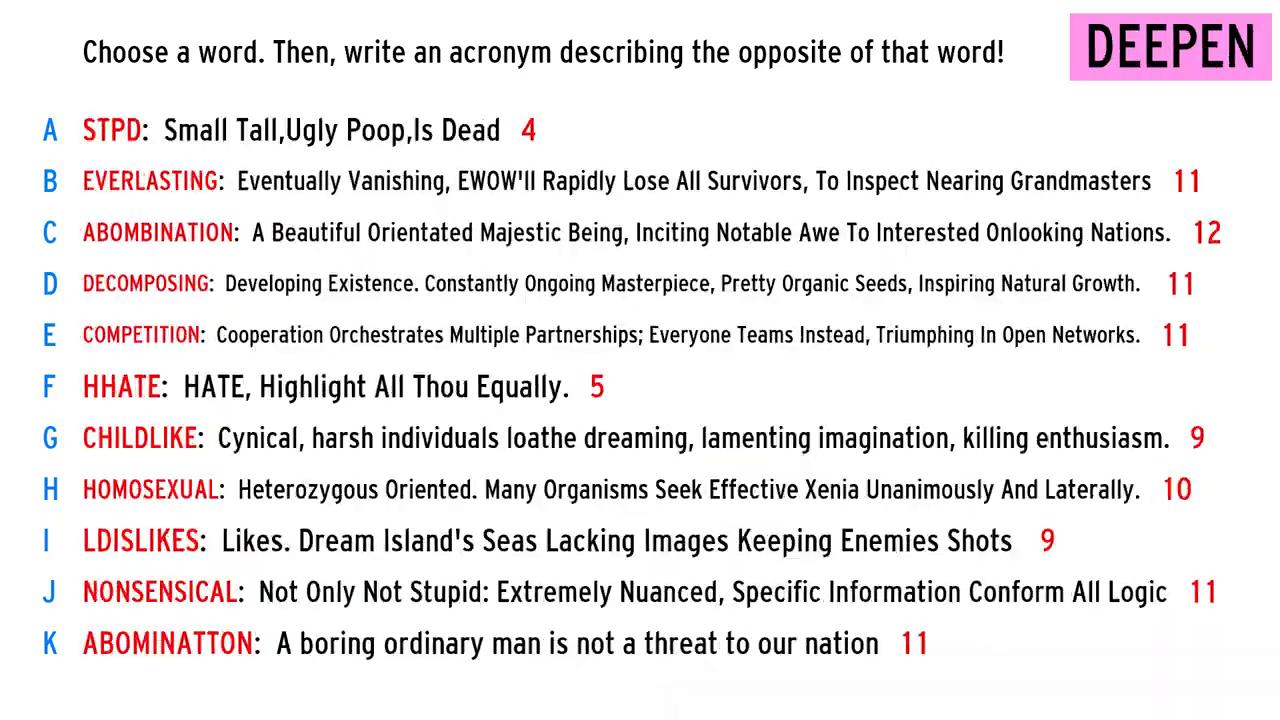 Choose a word. Then, write an acronym describing the opposite of that word!
DEEPEN
A STPD: Small Tall,Ugly Poop,Is Dead 4
B EVERLASTING: Eventually Vanishing, EWOW'll Rapidly Lose All Survivors, To Inspect Nearing Grandmasters 11
C ABOMBINATION: A Beautiful Orientated Majestic Being, Inciting Notable Awe To Interested Onlooking Nations. 12
D DECOMPOSING: Developing Existence. Constantly Ongoing Masterpiece, Pretty Organic Seeds, Inspiring Natural Growth. 11
E COMPETITION: Cooperation Orchestrates Multiple Partnerships; Everyone Teams Instead, Triumphing In Open Networks. 11
F HHATE: HATE, Highlight All Thou Equally. 5
G CHILDLIKE: Cynical, harsh individuals loathe dreaming, lamenting imagination, killing enthusiasm. 9
H HOMOSEXUAL: Heterozygous Oriented. Many Organisms Seek Effective Xenia Unanimously And Laterally. 10
I LDISLIKES: Likes. Dream Island's Seas Lacking Images Keeping Enemies Shots 9
J NONSENSICAL: Not Only Not Stupid: Extremely Nuanced, Specific Information Conform All Logic 11
K ABOMINATTON: A boring ordinary man is not a threat to our nation 11